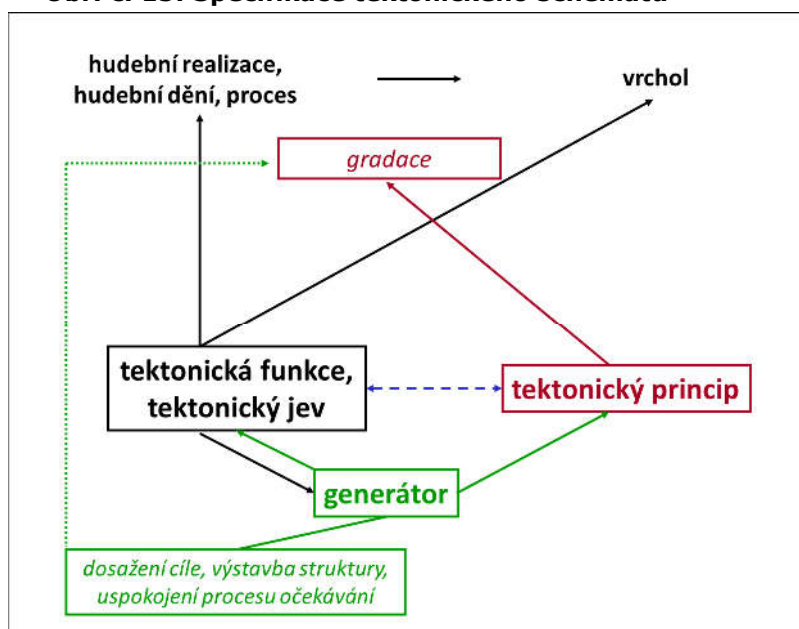 hudební realizace,
hudební dění, proces
vrchol
gradace
tektonická funkce,
tektonický jev
tektonický princip
generátor
dosažení cíle, výstavba struktury,
uspokojení procesu očekávání